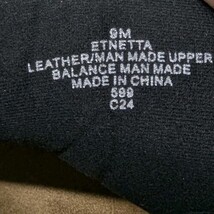 9M
ETNETTA
LEATHER/MAN MADE UPPER
BALANCE MAN MADE
MADE IN CHINA
599
C24